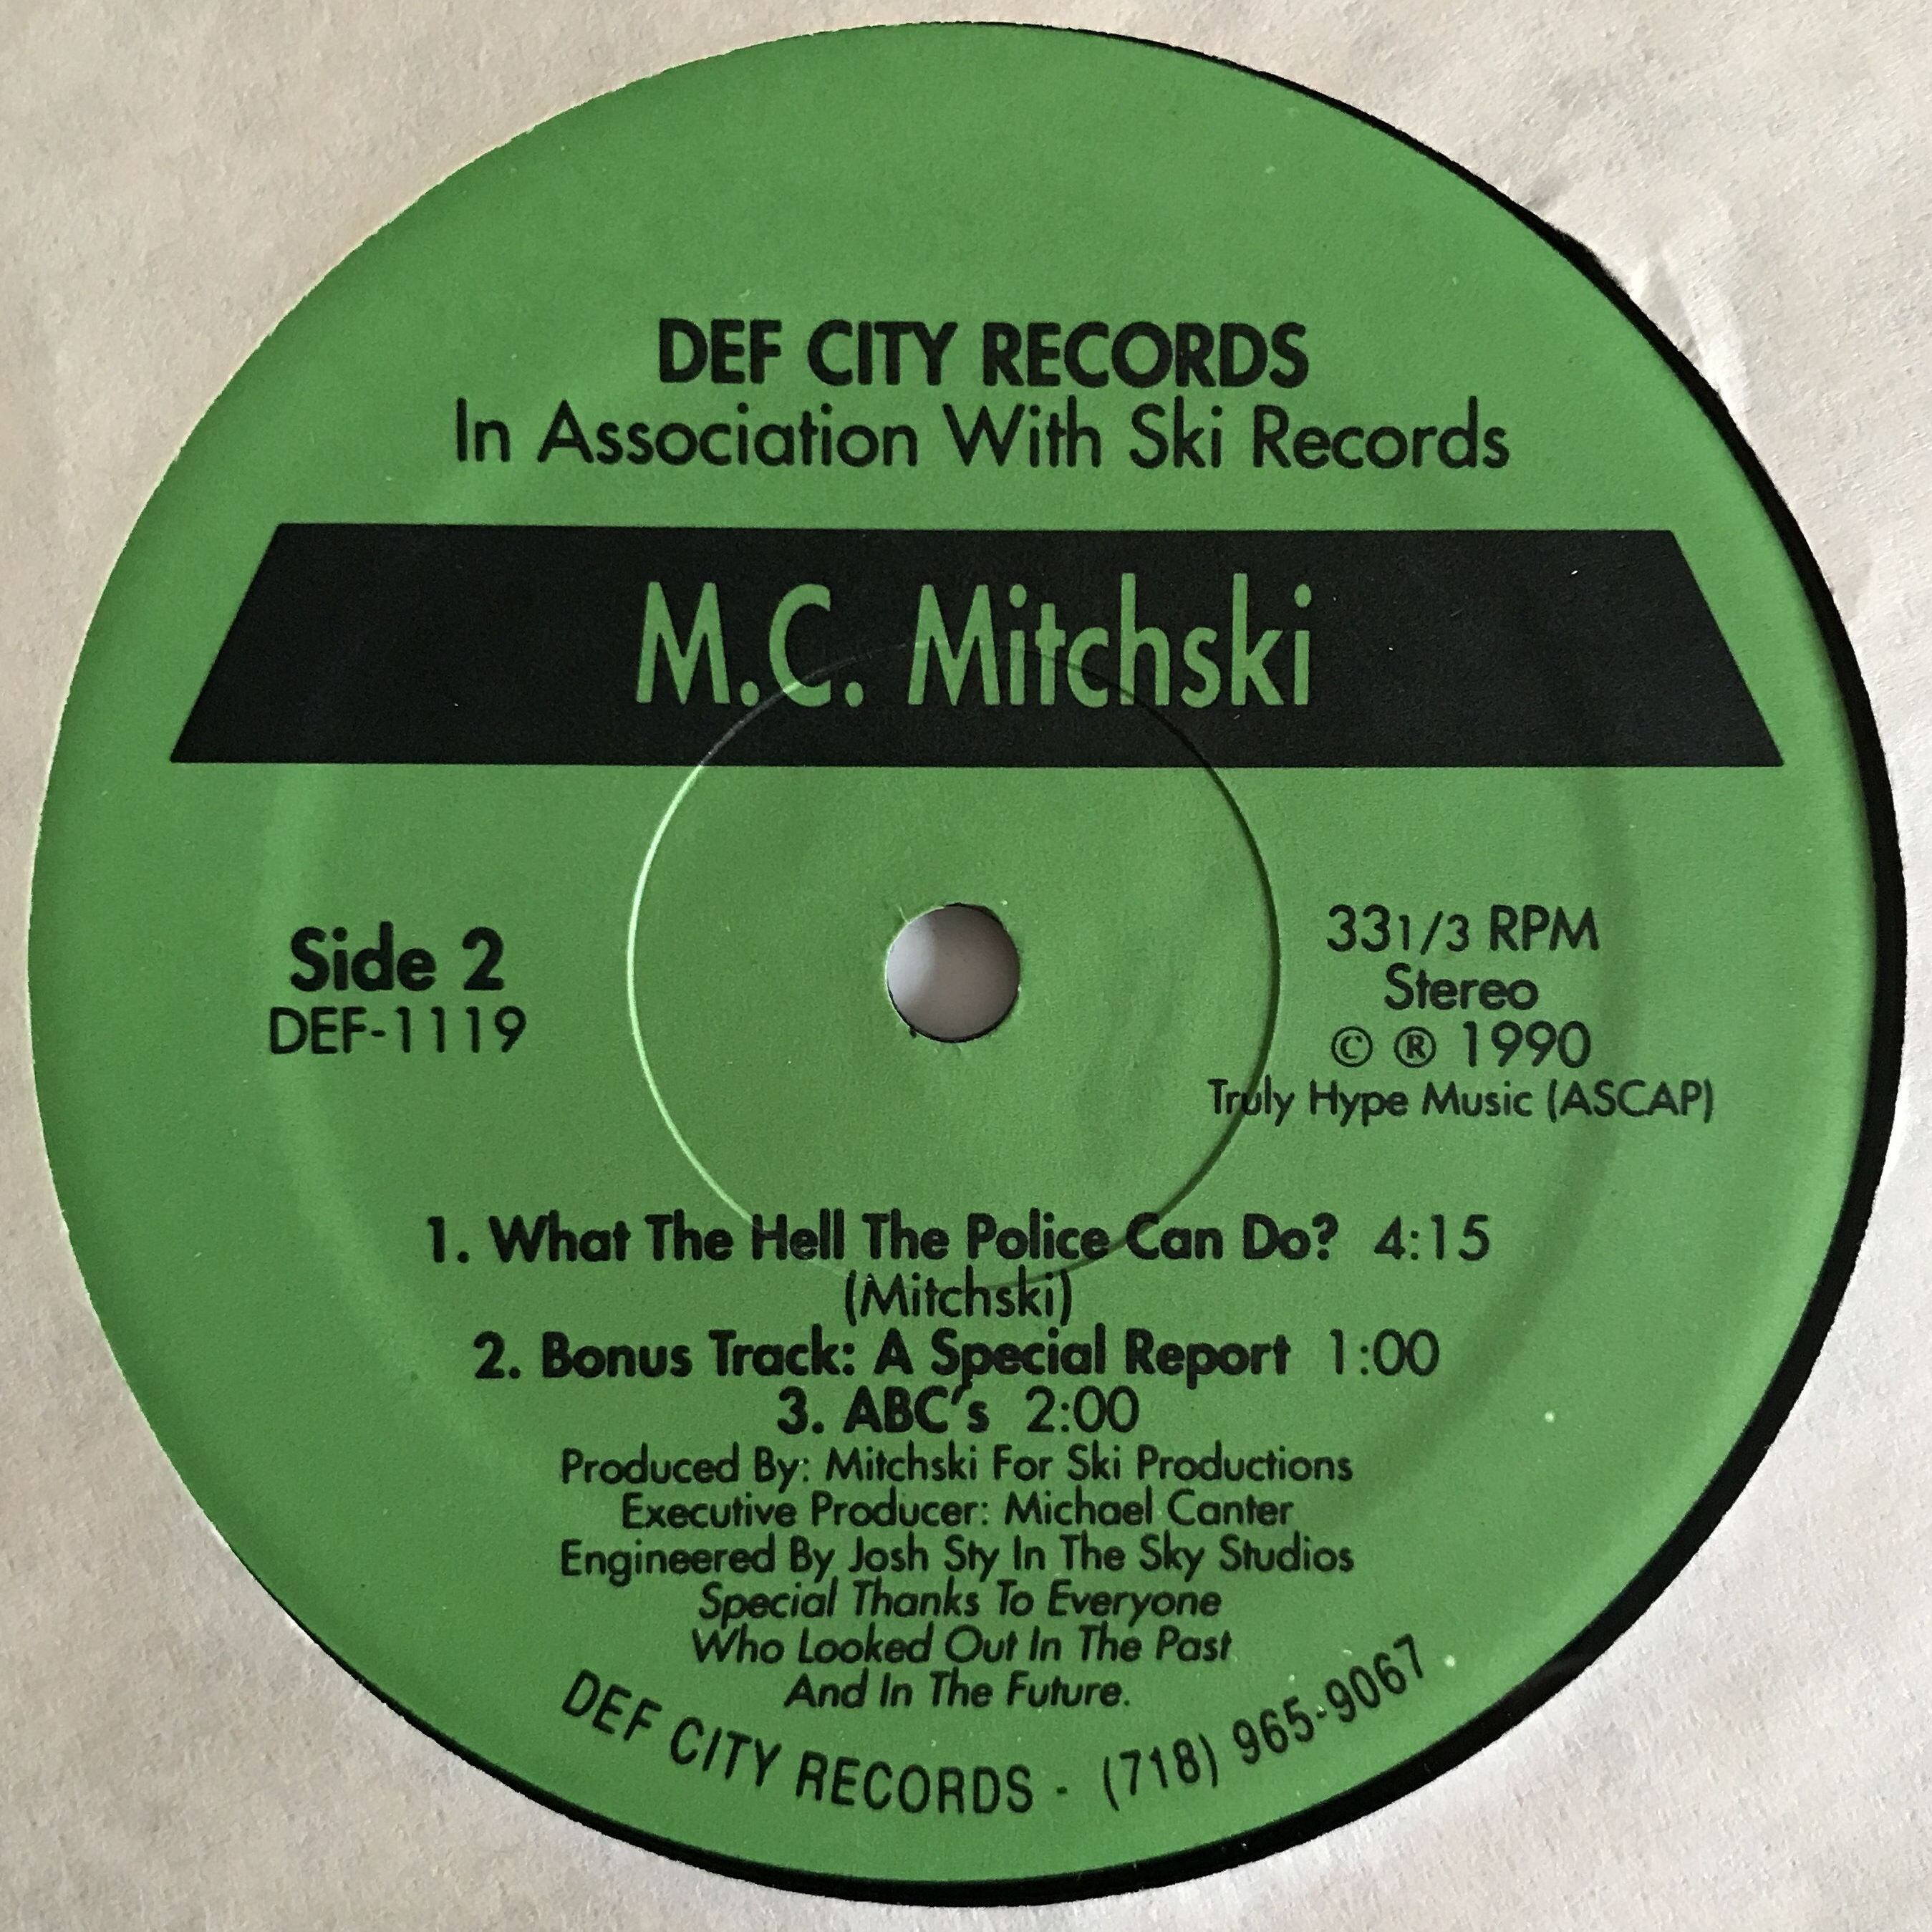 DEF CITY RECORDS
In Association With Ski Records
M.C. Mitchski
Side 2
DEF-1119
33 1/3 RPM
Stereo
© ® 1990
Truly Hype Music (ASCAP)
1. What The Hell The Police Can Do? 4:15
(Mitchski)
2. Bonus Track: A Special Report 1:00
3. ABC's 2:00
Produced By: Mitchski For Ski Productions
Executive Producer: Michael Canter
Engineered By Josh Sty In The Sky Studios
Special Thanks To Everyone
Who Looked Out In The Past
And In The Future.
DEF CITY RECORDS - (718) 965-9067